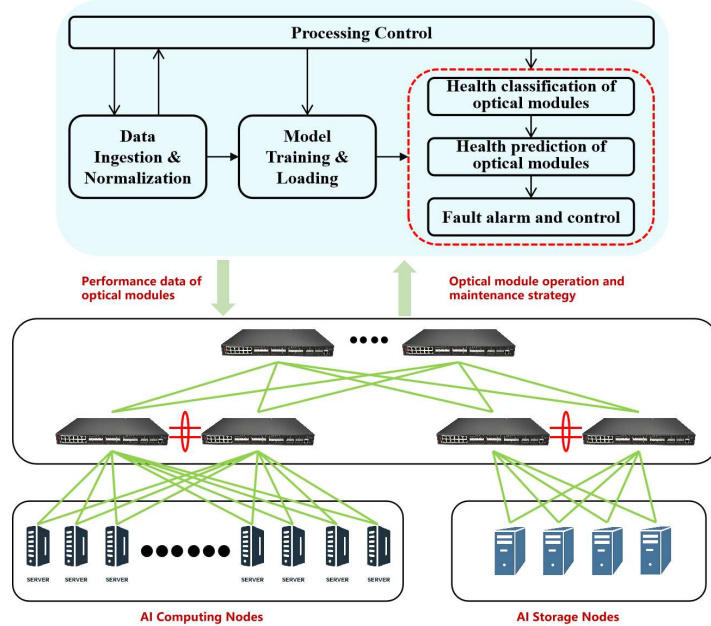 Processing Control
Data
Ingestion &
Normalization
Model
Training &
Loading
Health classification of
optical modules
Health prediction of
optical modules
Fault alarm and control
Performance data of
optical modules
Optical module operation and
maintenance strategy
SERVER
SERVER
SERVER
SERVER
SERVER
SERVER
SERVER
AI Computing Nodes
AI Storage Nodes